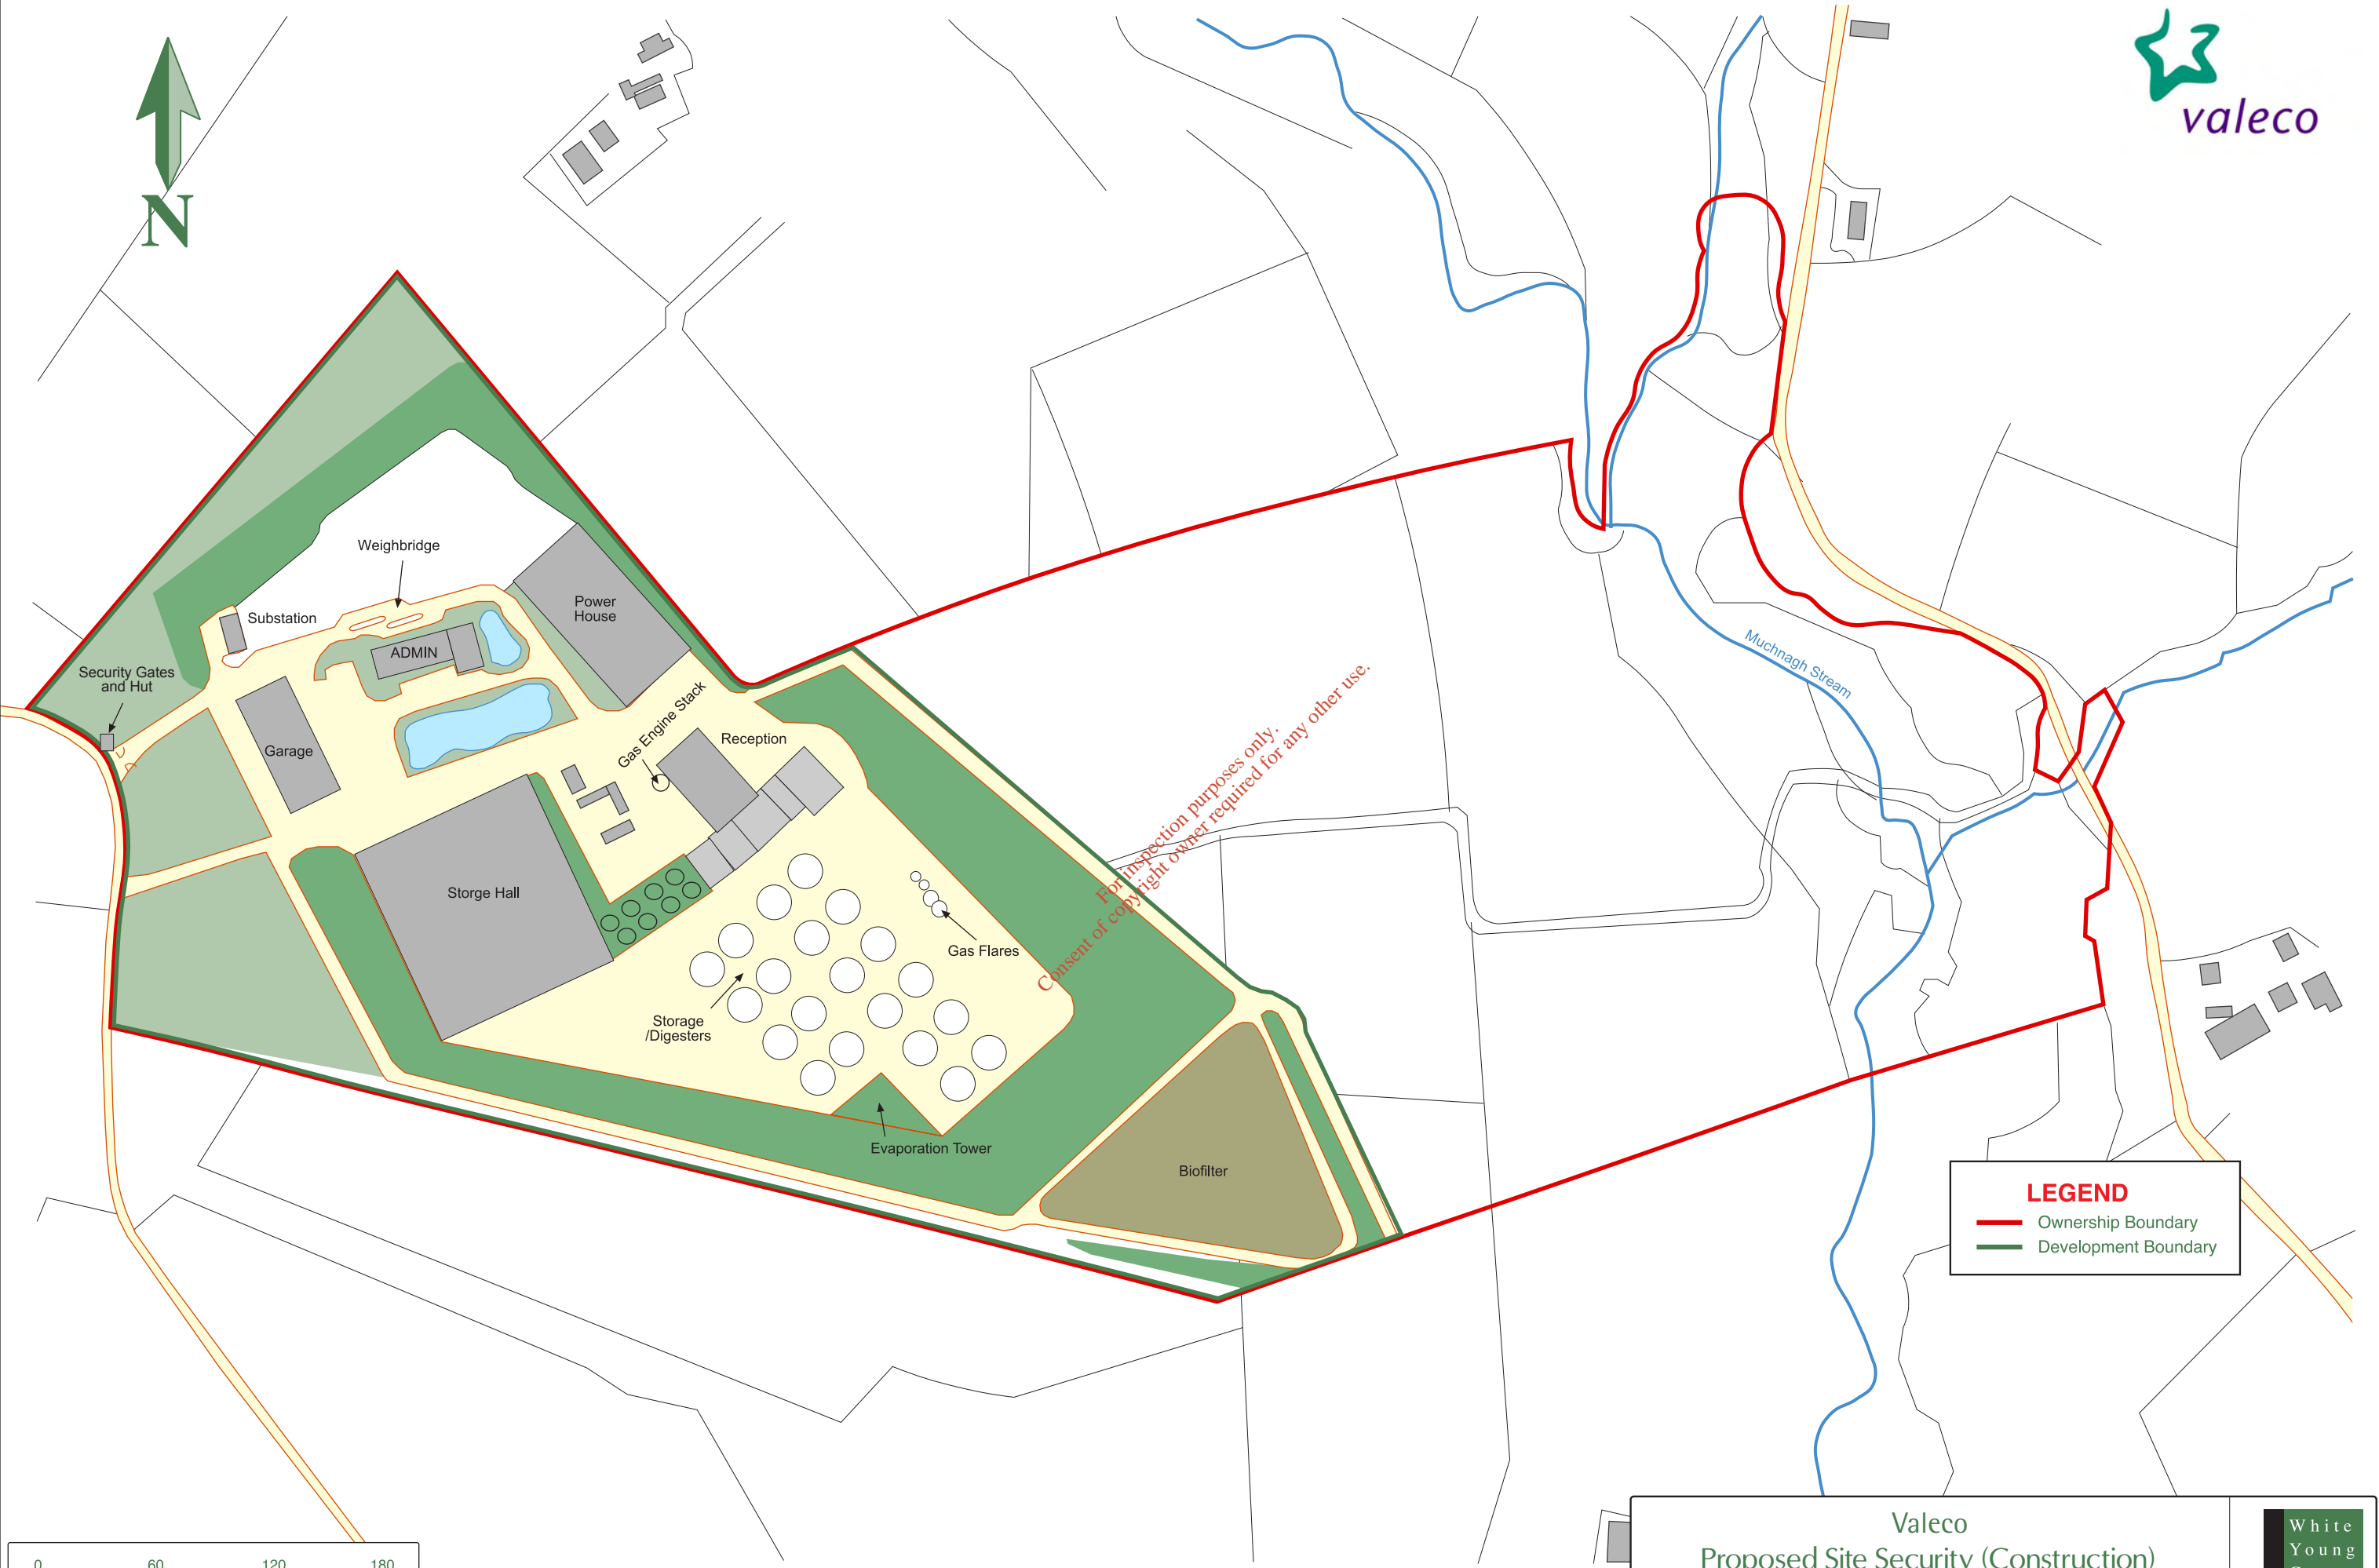 valeco
N
Weighbridge
Substation
Power
House
ADMIN
Security Gates
and Hut
Garage
Gas Engine Stack
Reception
Storge Hall
Gas Flares
Storage
/Digesters
Evaporation Tower
Biofilter
For inspection purposes only.
Consent of copyright owner required for any other use.
Muchnagh Stream
LEGEND
Ownership Boundary
Development Boundary
Valeco
Proposed Site Security (Construction)
White
Young
0 60 120 180